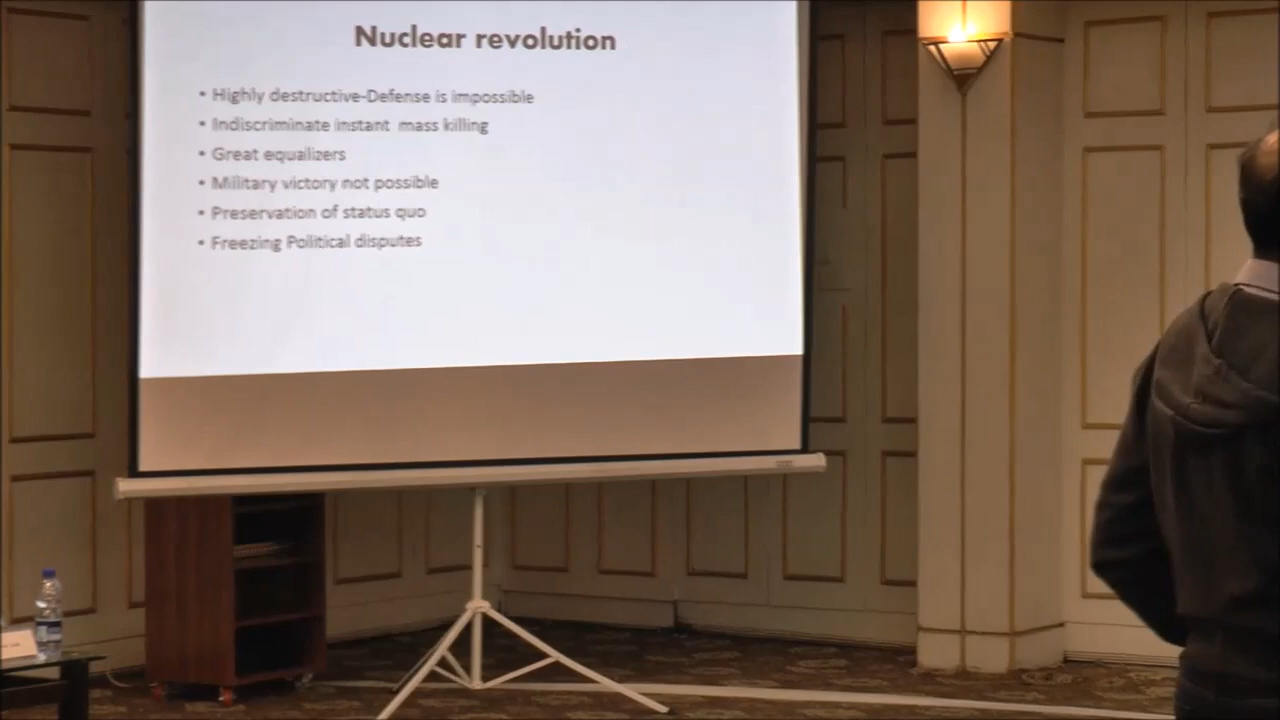 Nuclear revolution
• Highly destructive-Defense is impossible
• Indiscriminate instant mass killing
• Great equailizers
• Military victory not possible
• Preservation of status quo
• Freezing Political disputes